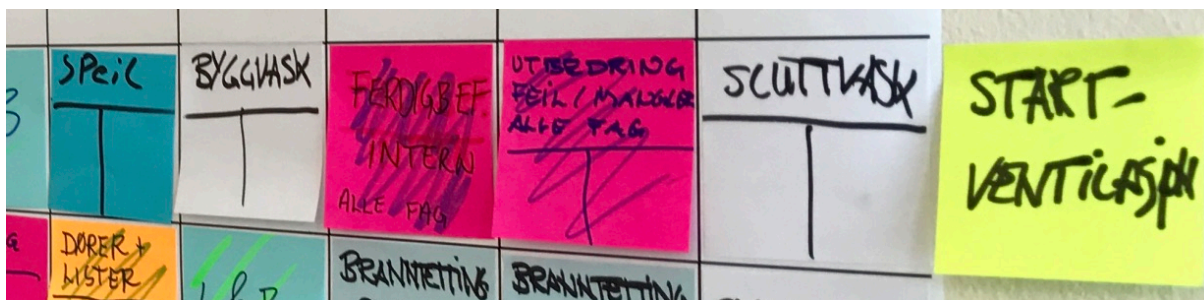 SPEIL
BYGGVASK
FERDIGBEF.
INTERN
ALLE FAG
UTBEDRING
FEIL / MANGLER
ALLE FAG
SLUTTVASK
START-
VENTILASJON
DØRER +
LISTER
BRANNTETTING
BRANNTETTING